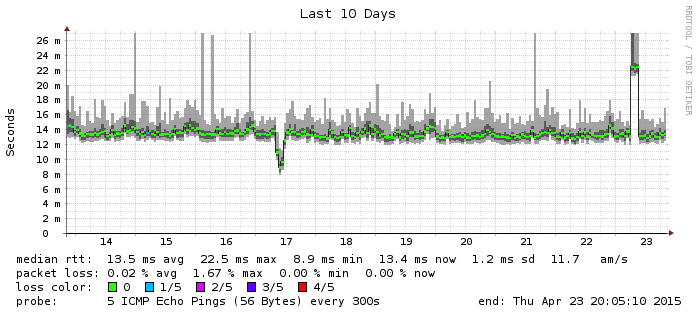 Last 10 Days
RRDTOOL / TOBI OETIKER
Seconds
26 m
24 m
22 m
20 m
18 m
16 m
14 m
12 m
10 m
8 m
6 m
4 m
2 m
0
14 15 16 17 18 19 20 21 22 23
median rtt: 13.5 ms avg 22.5 ms max 8.9 ms min 13.4 ms now 1.2 ms sd 11.7 am/s
packet loss: 0.02 % avg 1.67 % max 0.00 % min 0.00 % now
loss color: 0 1/5 2/5 3/5 4/5
probe: 5 ICMP Echo Pings (56 Bytes) every 300s end: Thu Apr 23 20:05:10 2015